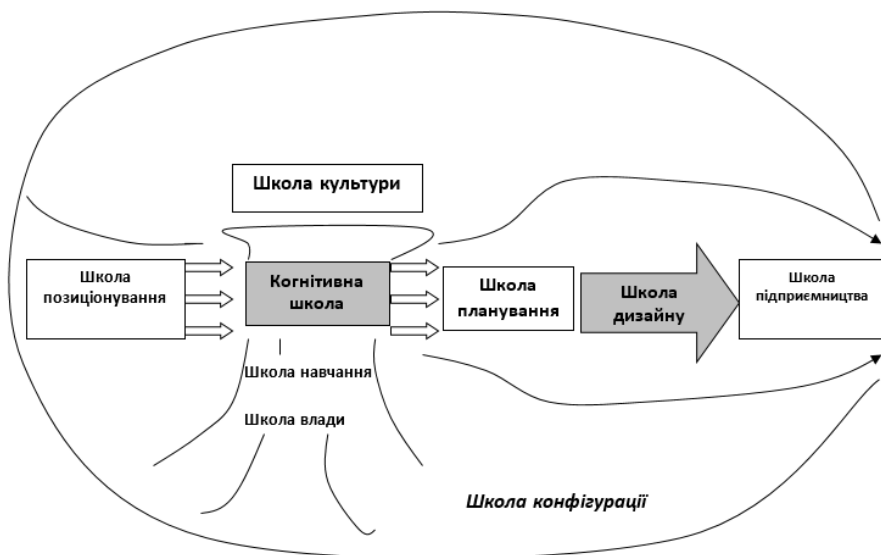 Школа культури
Школа
позиціонування
Когнітивна
школа
Школа
планування
Школа
дизайну
Школа
підприємництва
Школа навчання
Школа влади
Школа конфігурації